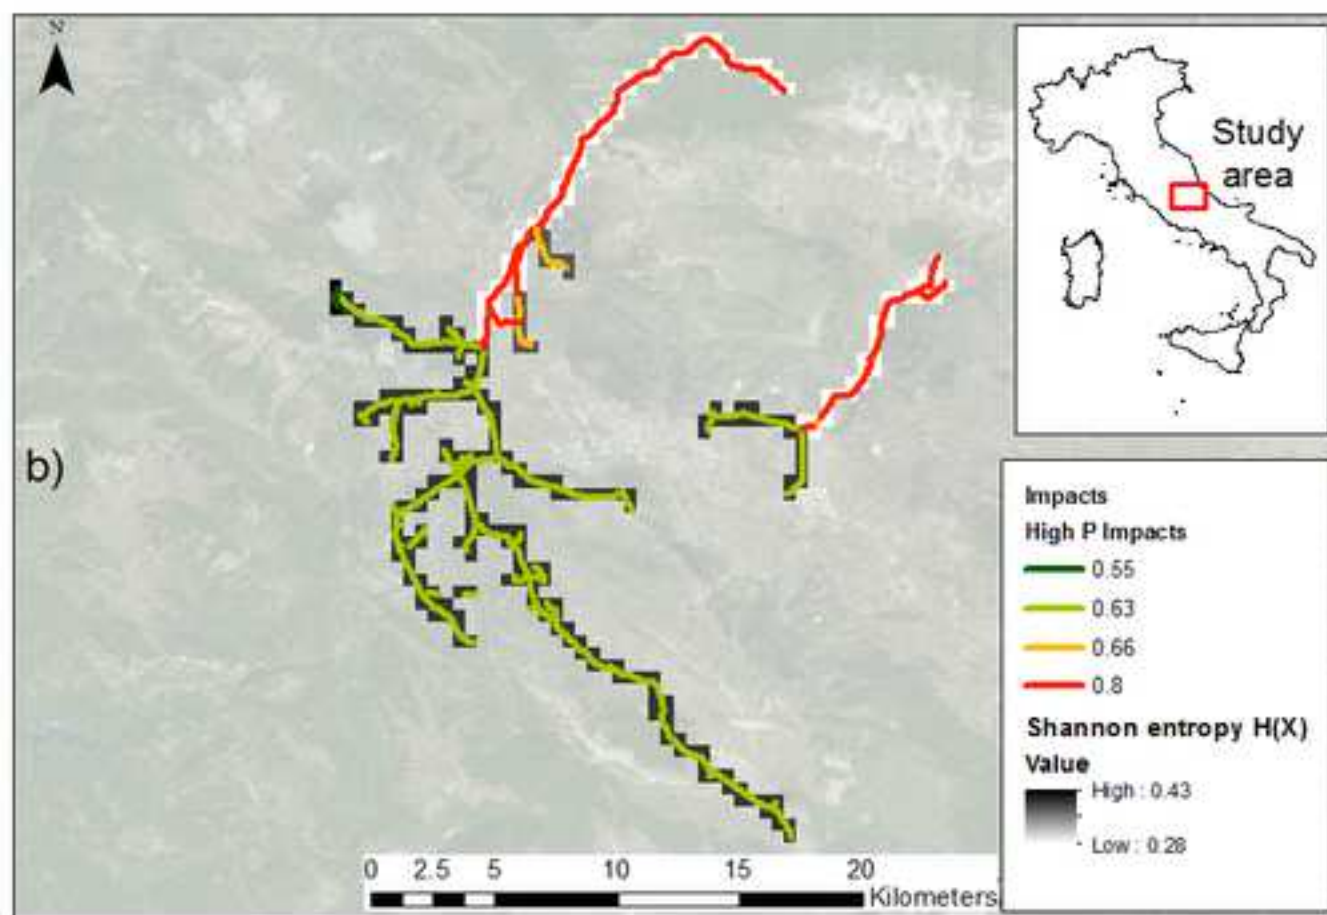 N
Study
area
b)
Impacts
High P Impacts
0.55
0.63
0.66
0.8
Shannon entropy H(X)
Value
High : 0.43
Low : 0.28
0 2.5 5 10 15 20
Kilometers